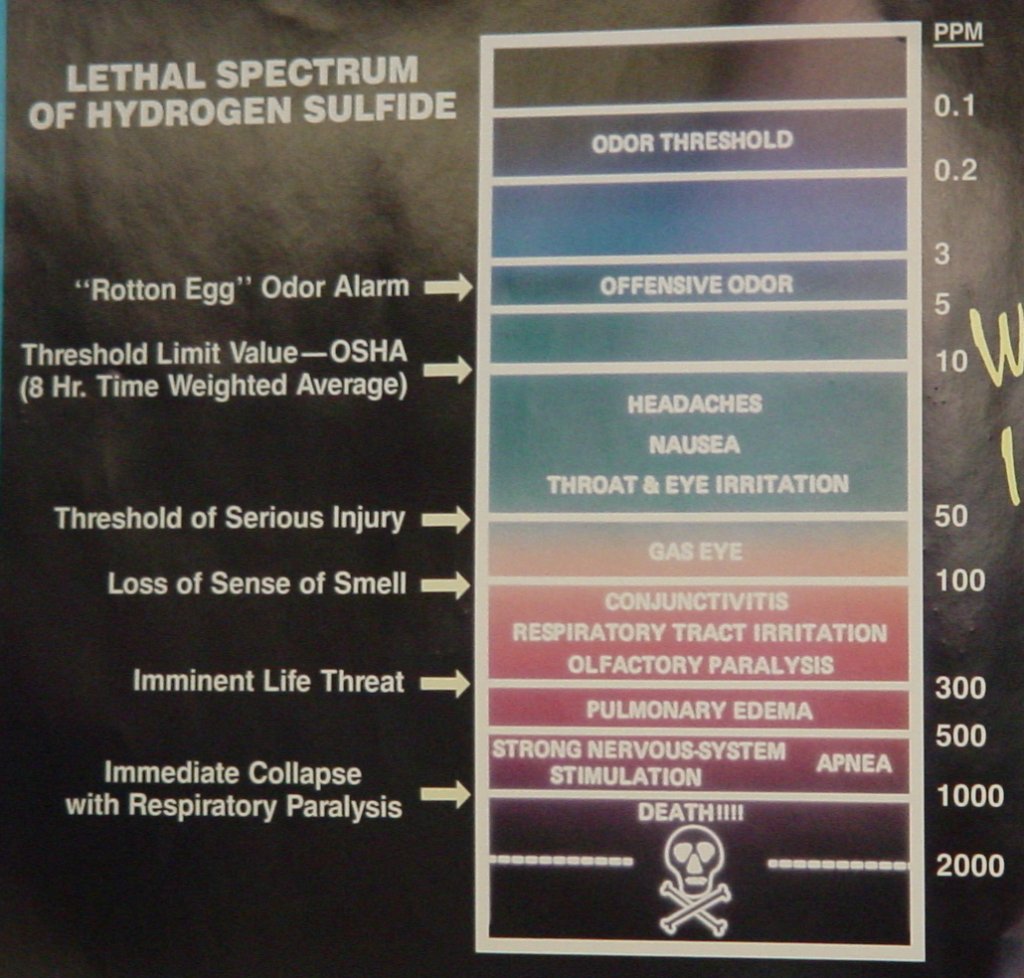 LETHAL SPECTRUM
OF HYDROGEN SULFIDE
PPM
0.1
ODOR THRESHOLD
0.2
3
“Rotton Egg” Odor Alarm
OFFENSIVE ODOR
5
Threshold Limit Value—OSHA
(8 Hr. Time Weighted Average)
10
HEADACHES
NAUSEA
THROAT & EYE IRRITATION
Threshold of Serious Injury
50
GAS EYE
Loss of Sense of Smell
100
CONJUNCTIVITIS
RESPIRATORY TRACT IRRITATION
OLFACTORY PARALYSIS
Imminent Life Threat
300
PULMONARY EDEMA
500
STRONG NERVOUS-SYSTEM
STIMULATION
APNEA
Immediate Collapse
with Respiratory Paralysis
1000
DEATH!!!!
2000